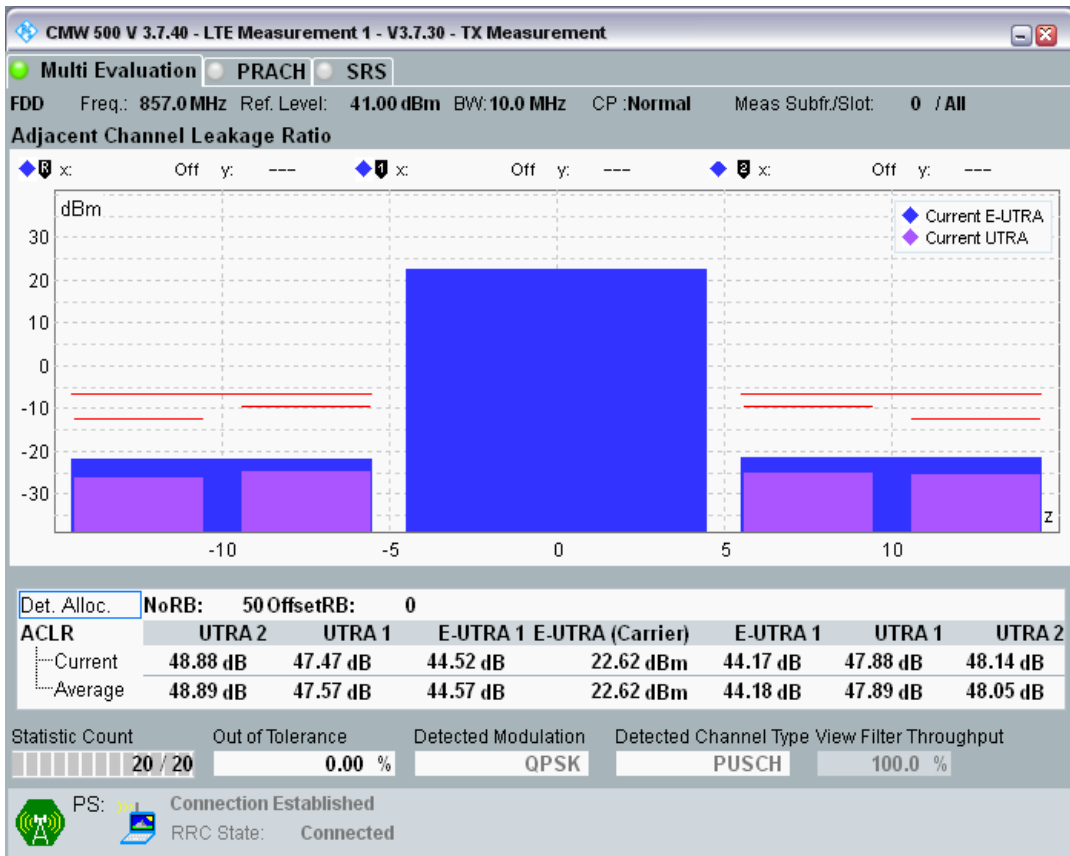 CMW 500 V 3.7.40 - LTE Measurement 1 - V3.7.30 - TX Measurement
Multi Evaluation PRACH SRS
FDD Freq.: 857.0 MHz Ref. Level: 41.00 dBm BW: 10.0 MHz CP :Normal Meas Subfr./Slot: 0 / All
Adjacent Channel Leakage Ratio
R x: Off y: --- 1 x: Off y: --- 2 x: Off y: ---
dBm
Current E-UTRA
Current UTRA
30
20
10
0
-10
-20
-30
z
-10 -5 0 5 10
Det. Alloc. NoRB: 50 OffsetRB: 0
ACLR UTRA 2 UTRA 1 E-UTRA 1 E-UTRA (Carrier) E-UTRA 1 UTRA 1 UTRA 2
Current 48.88 dB 47.47 dB 44.52 dB 22.62 dBm 44.17 dB 47.88 dB 48.14 dB
Average 48.89 dB 47.57 dB 44.57 dB 22.62 dBm 44.18 dB 47.89 dB 48.05 dB
Statistic Count Out of Tolerance Detected Modulation Detected Channel Type View Filter Throughput
20 / 20 0.00 % QPSK PUSCH 100.0 %
PS: Connection Established
RRC State: Connected